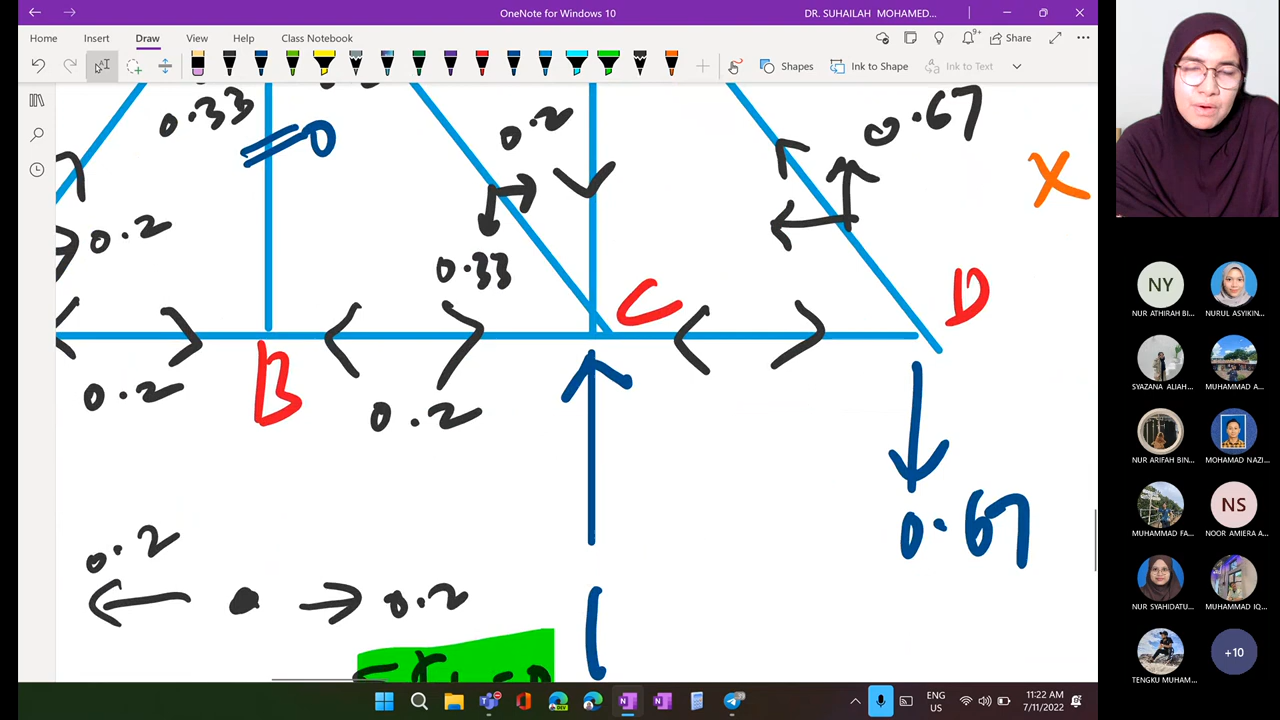 OneNote for Windows 10
DR. SUHAILAH MOHAMED...
Home
Insert
Draw
View
Help
Class Notebook
9+
Share
Shapes
Ink to Shape
Ink to Text
0.33
0
0.2
0.67
X
0.2
0.33
C
D
0.2
B
0.2
0.67
0.2
0.2
NY
NUR ATHIRAH BI...
NURUL ASYIKIN...
SYAZANA ALIAH...
MUHAMMAD A...
NUR ARIFAH BIN...
MOHAMAD NAZI...
NS
MUHAMMAD FA...
NOOR AMIERA A...
NUR SYAHIDATU...
MUHAMMAD IQ...
+10
TENGKU MUHAM...
ENG
US
11:22 AM
7/11/2022